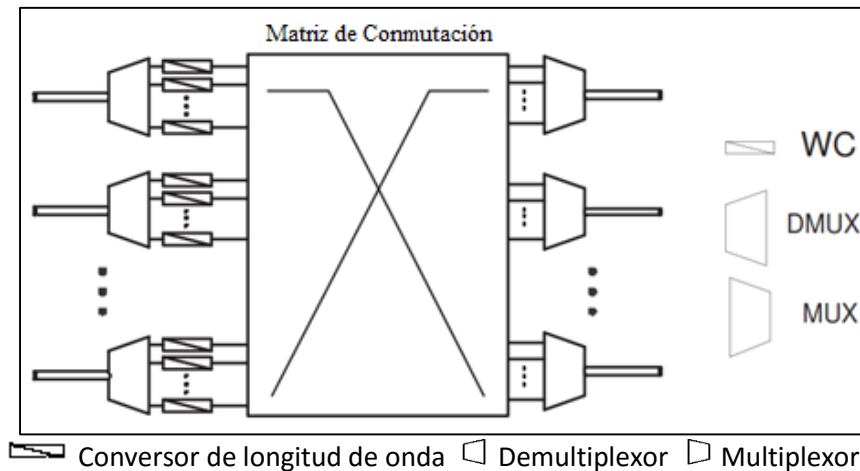 Matriz de Conmutación
WC
DMUX
MUX
Conversor de longitud de onda Demultiplexor Multiplexor